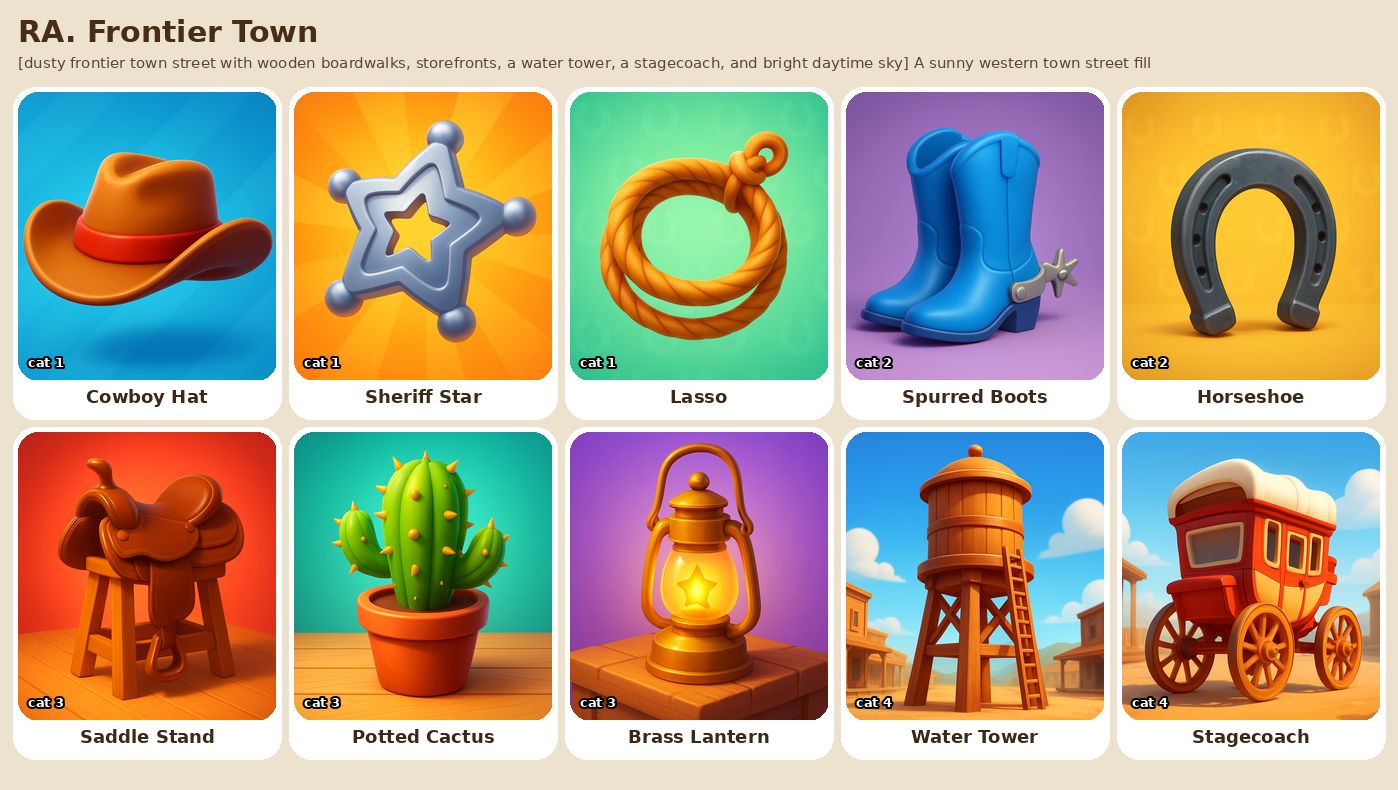 RA. Frontier Town
[dusty frontier town street with wooden boardwalks, storefronts, a water tower, a stagecoach, and bright daytime sky] A sunny western town street fill
cat 1
cat 1
cat 1
cat 2
cat 2
Cowboy Hat
Sheriff Star
Lasso
Spurred Boots
Horseshoe
cat 3
cat 3
cat 3
cat 4
cat 4
Saddle Stand
Potted Cactus
Brass Lantern
Water Tower
Stagecoach